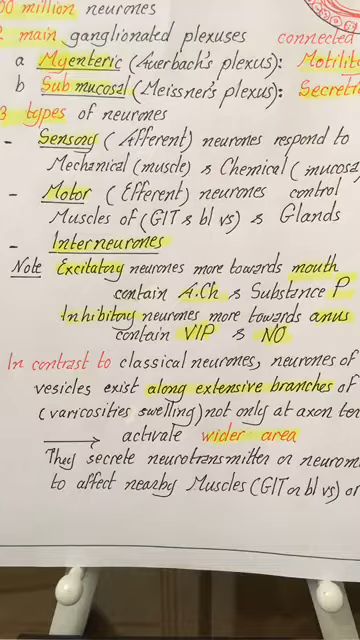 00 million neurones
2 main ganglionated plexuses connected
a Myenteric (Auerbach's plexus): Motilit
b Submucosal (Meissner's plexus): Secret
3 types of neurones
- Sensory (Afferent) neurones respond to
Mechanical (muscle) & Chemical (mucosa
- Motor (Efferent) neurones control
Muscles of (GIT & bl vs) & Glands
- Interneurones
Note Excitatory neurones more towards mouth
contain A.Ch & Substance P
Inhibitory neurones more towards anus
contain VIP & NO
In contrast to classical neurones, neurones of
vesicles exist along extensive branches of
(varicosities swelling) not only at axon ter
→ activate wider area
They secrete neurotransmitter or neurom
to affect nearby Muscles (GIT or bl vs) or